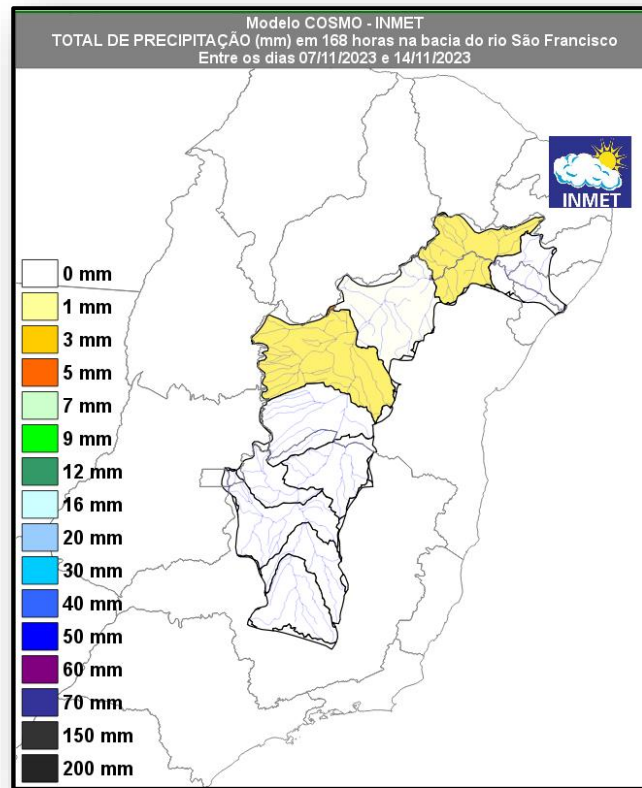 Modelo COSMO - INMET
TOTAL DE PRECIPITAÇÃO (mm) em 168 horas na bacia do rio São Francisco
Entre os dias 07/11/2023 e 14/11/2023
INMET
0 mm
1 mm
3 mm
5 mm
7 mm
9 mm
12 mm
16 mm
20 mm
30 mm
40 mm
50 mm
60 mm
70 mm
150 mm
200 mm